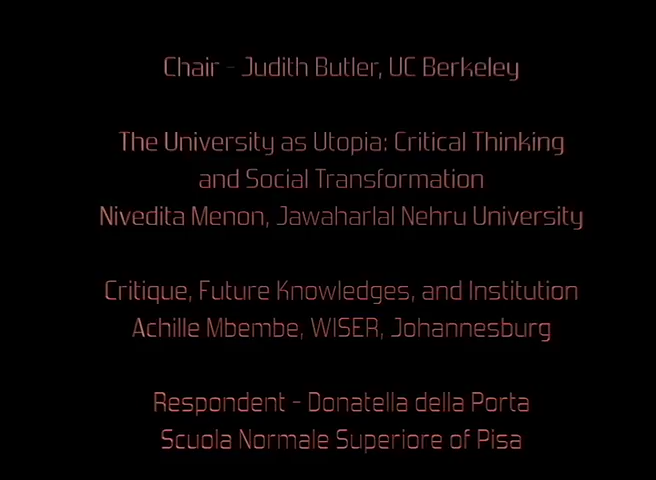 Chair - Judith Butler, UC Berkeley
The University as Utopia: Critical Thinking
and Social Transformation
Nivedita Menon, Jawaharlal Nehru University
Critique, Future Knowledges, and Institution
Achille Mbembe, WISER, Johannesburg
Respondent - Donatella della Porta
Scuola Normale Superiore of Pisa